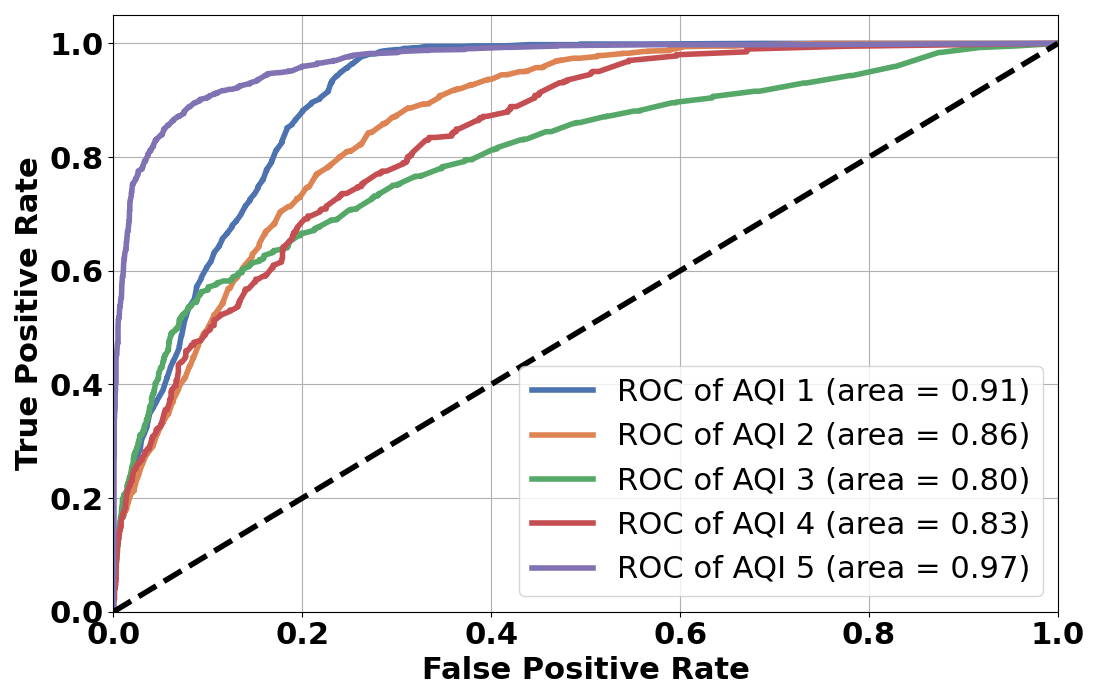 True Positive Rate
1.0
0.8
0.6
0.4
0.2
0.0
ROC of AQI 1 (area = 0.91)
ROC of AQI 2 (area = 0.86)
ROC of AQI 3 (area = 0.80)
ROC of AQI 4 (area = 0.83)
ROC of AQI 5 (area = 0.97)
0.0 0.2 0.4 0.6 0.8 1.0
False Positive Rate